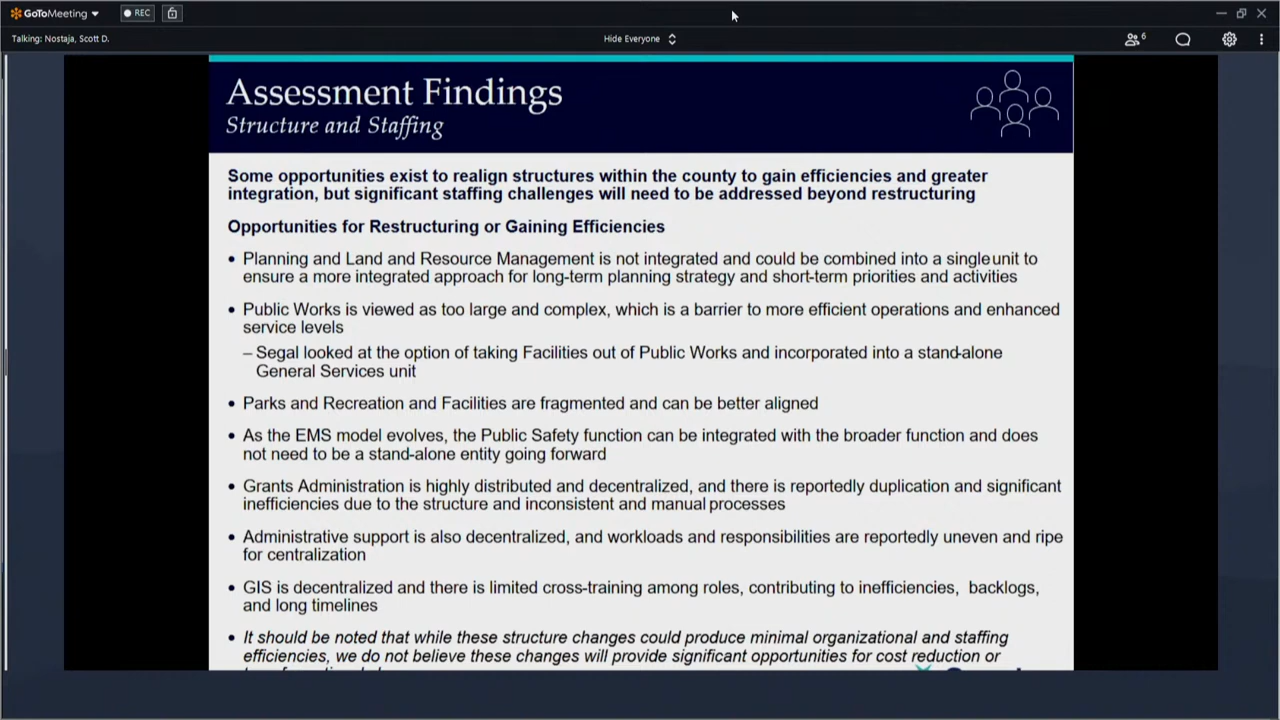 GoToMeeting
REC
Talking: Nostaja, Scott D.
Hide Everyone
6
Assessment Findings
Structure and Staffing
Some opportunities exist to realign structures within the county to gain efficiencies and greater
integration, but significant staffing challenges will need to be addressed beyond restructuring
Opportunities for Restructuring or Gaining Efficiencies
• Planning and Land and Resource Management is not integrated and could be combined into a single unit to
ensure a more integrated approach for long-term planning strategy and short-term priorities and activities
• Public Works is viewed as too large and complex, which is a barrier to more efficient operations and enhanced
service levels
– Segal looked at the option of taking Facilities out of Public Works and incorporated into a stand-alone
General Services unit
• Parks and Recreation and Facilities are fragmented and can be better aligned
• As the EMS model evolves, the Public Safety function can be integrated with the broader function and does
not need to be a stand-alone entity going forward
• Grants Administration is highly distributed and decentralized, and there is reportedly duplication and significant
inefficiencies due to the structure and inconsistent and manual processes
• Administrative support is also decentralized, and workloads and responsibilities are reportedly uneven and ripe
for centralization
• GIS is decentralized and there is limited cross-training among roles, contributing to inefficiencies, backlogs,
and long timelines
• It should be noted that while these structure changes could produce minimal organizational and staffing
efficiencies, we do not believe these changes will provide significant opportunities for cost reduction or